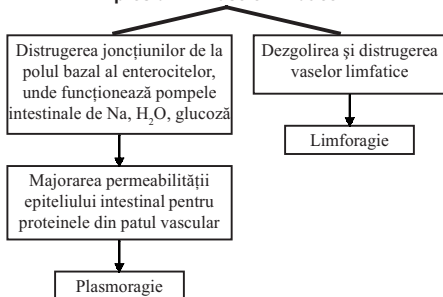 Distrugerea joncțiunilor de la
polul bazal al enterocitelor,
unde funcționează pompele
intestinale de Na, H₂O, glucoză
Dezgolirea și distrugerea
vaselor limfatice
Limforagie
Majorarea permeabilității
epiteliului intestinal pentru
proteinele din patul vascular
Plasmoragie